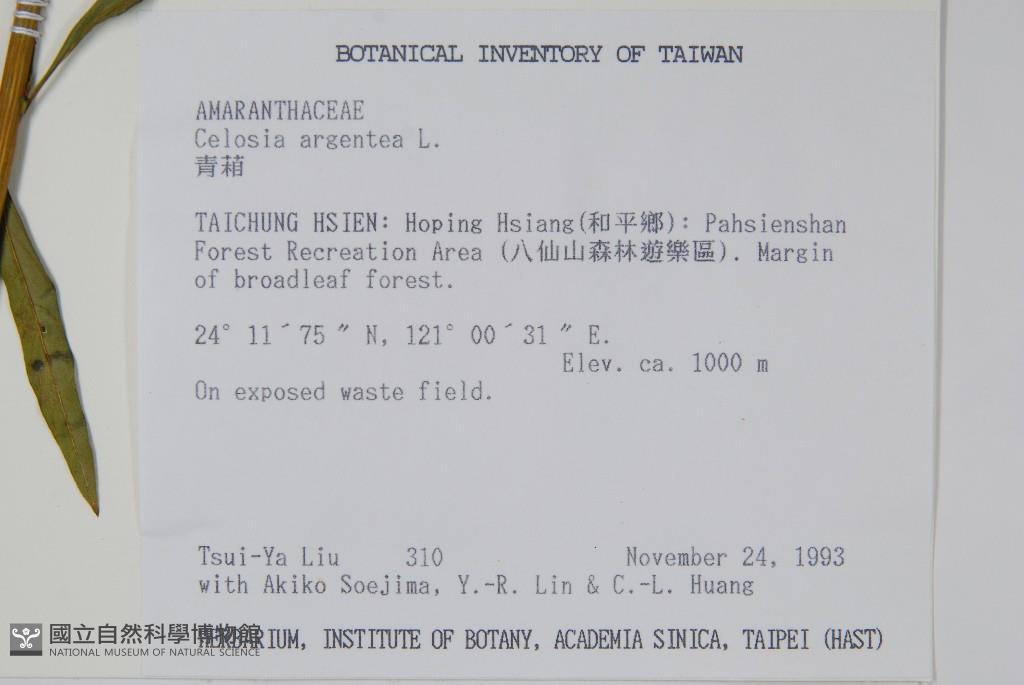 BOTANICAL INVENTORY OF TAIWAN
AMARANTHACEAE
Celosia argentea L.
青葙
TAICHUNG HSIEN: Hoping Hsiang(和平鄉): Pahsienshan
Forest Recreation Area (八仙山森林遊樂區). Margin
of broadleaf forest.
24° 11´75 ″ N, 121° 00´31 ″ E.
Elev. ca. 1000 m
On exposed waste field.
Tsui-Ya Liu 310 November 24, 1993
with Akiko Soejima, Y.-R. Lin & C.-L. Huang
HERBARIUM, INSTITUTE OF BOTANY, ACADEMIA SINICA, TAIPEI (HAST)
國立自然科學博物館
NATIONAL MUSEUM OF NATURAL SCIENCE